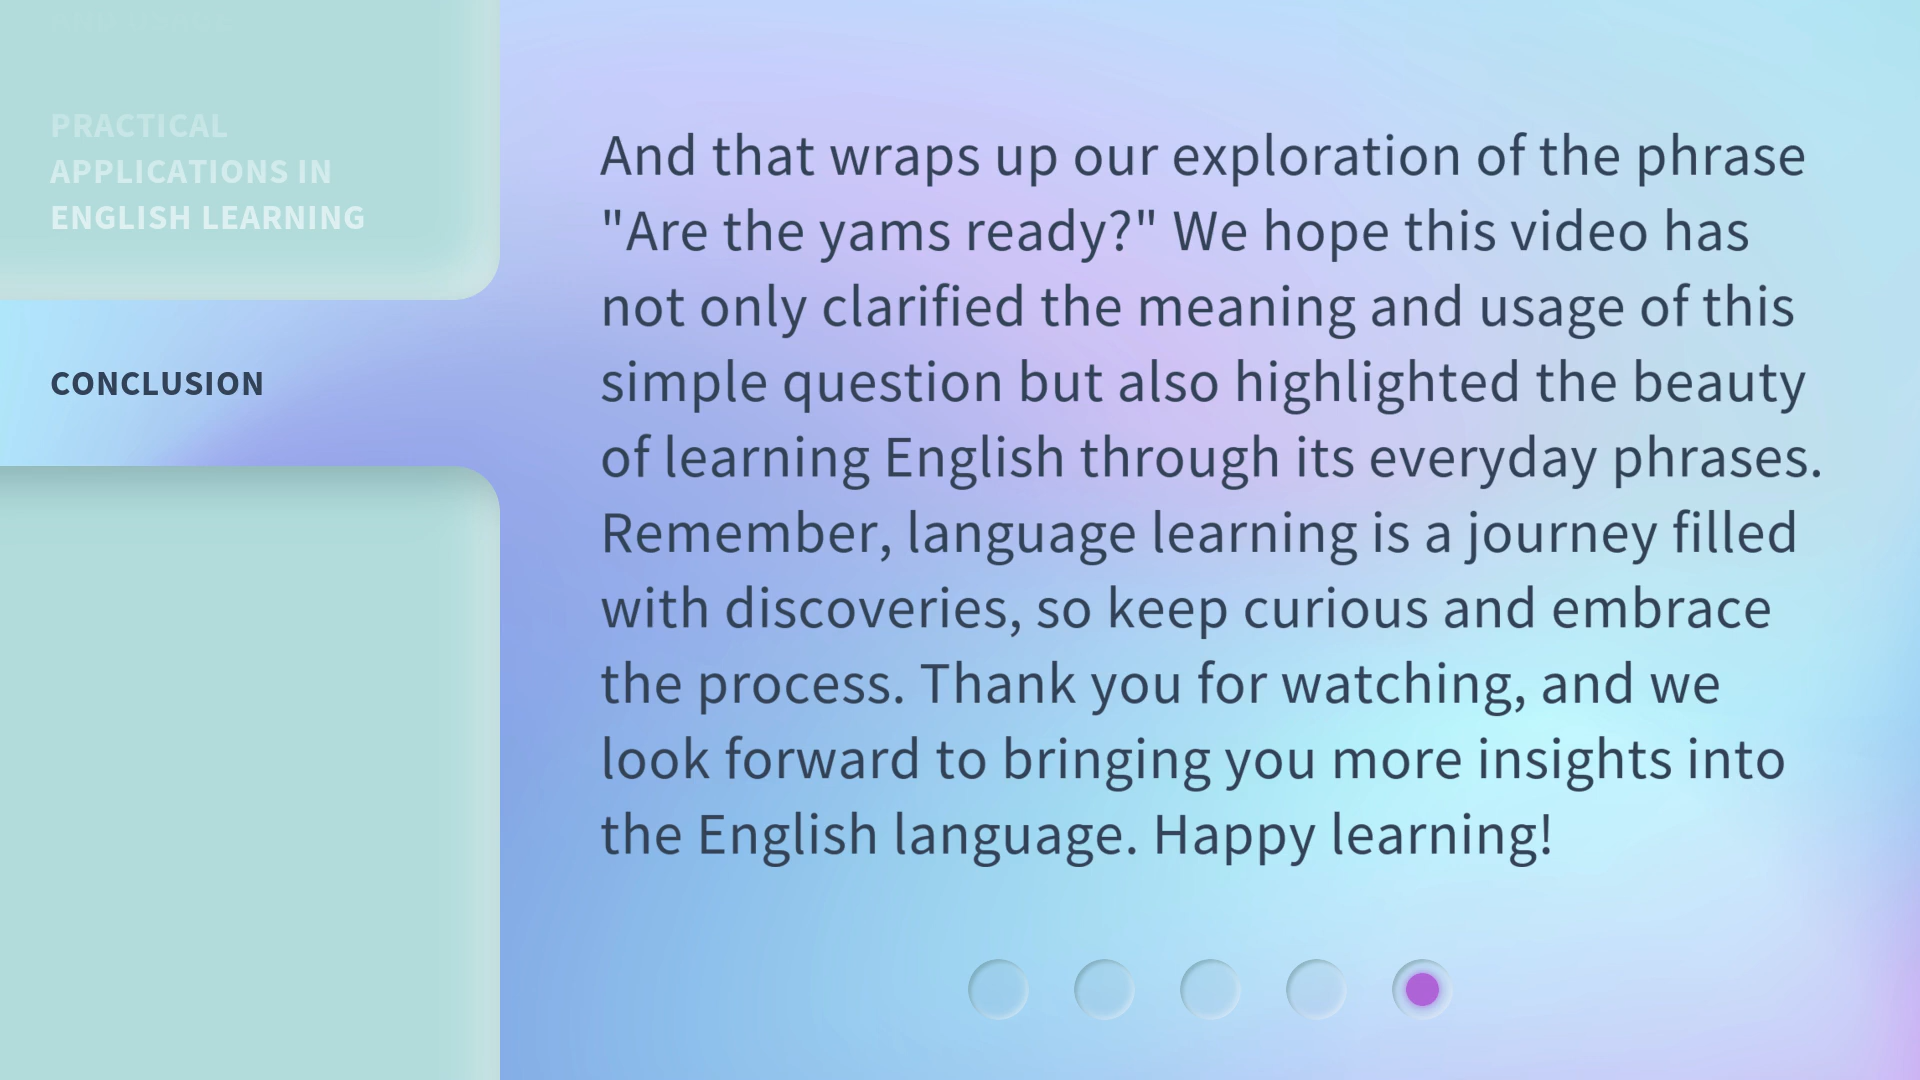 AND USAGE
PRACTICAL
APPLICATIONS IN
ENGLISH LEARNING
CONCLUSION
And that wraps up our exploration of the phrase
"Are the yams ready?" We hope this video has
not only clarified the meaning and usage of this
simple question but also highlighted the beauty
of learning English through its everyday phrases.
Remember, language learning is a journey filled
with discoveries, so keep curious and embrace
the process. Thank you for watching, and we
look forward to bringing you more insights into
the English language. Happy learning!